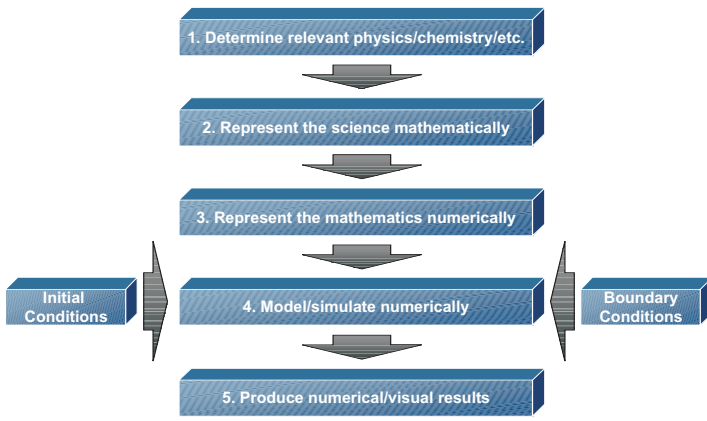 1. Determine relevant physics/chemistry/etc.
2. Represent the science mathematically
3. Represent the mathematics numerically
Initial
Conditions
4. Model/simulate numerically
Boundary
Conditions
5. Produce numerical/visual results